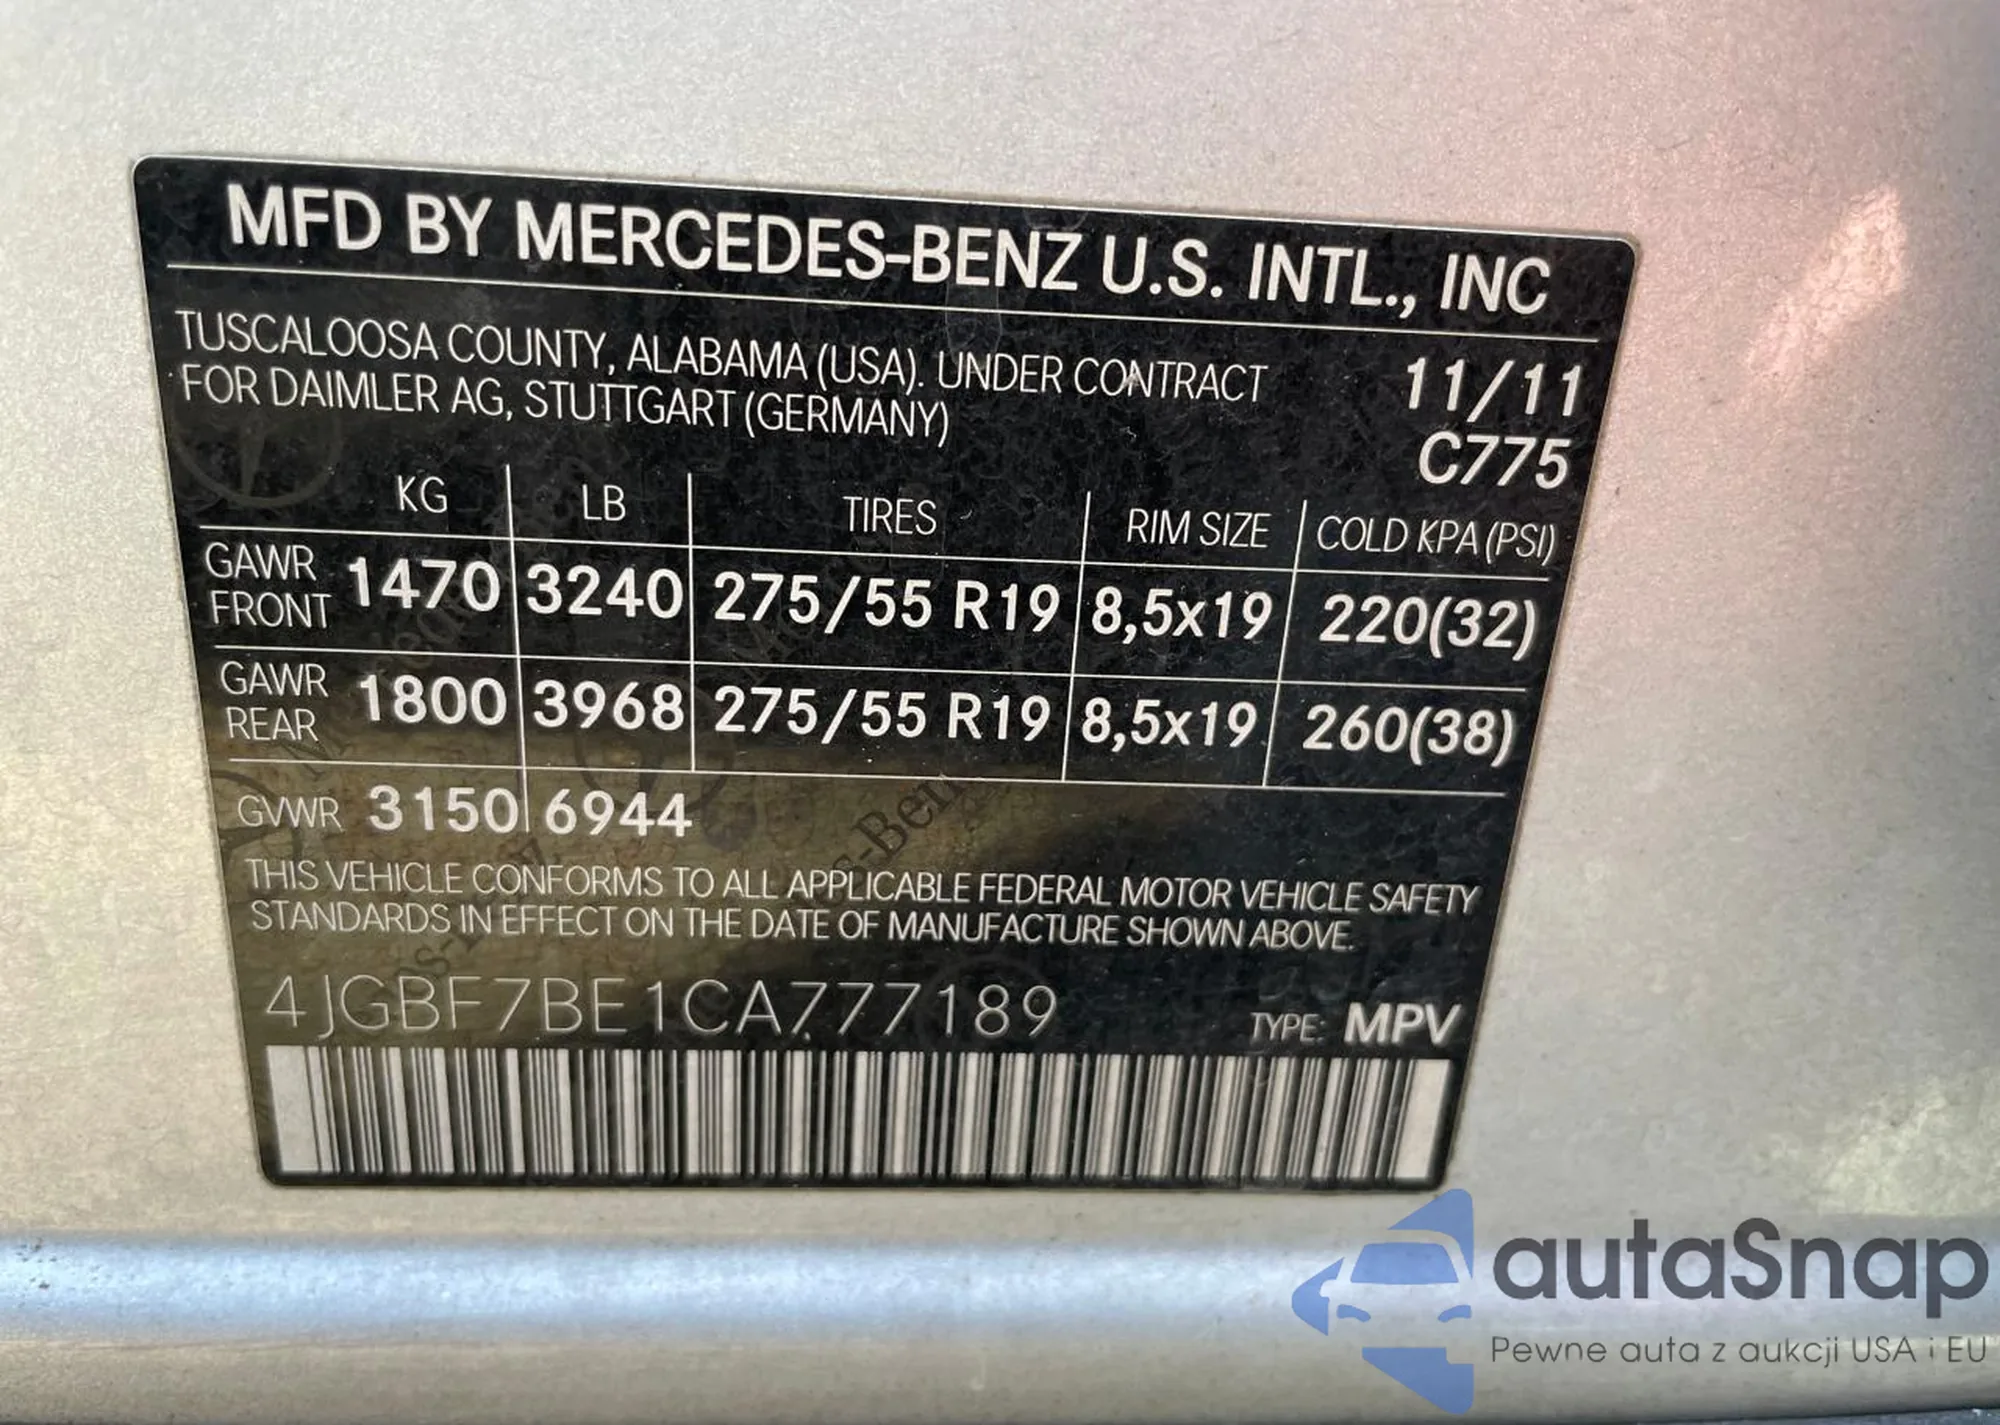 MFD BY MERCEDES-BENZ U.S. INTL., INC
TUSCALOOSA COUNTY, ALABAMA (USA). UNDER CONTRACT
FOR DAIMLER AG, STUTTGART (GERMANY)
11/11
C775
KG LB TIRES RIM SIZE COLD KPA (PSI)
GAWR FRONT 1470 3240 275/55 R19 8,5x19 220(32)
GAWR REAR 1800 3968 275/55 R19 8,5x19 260(38)
GVWR 3150 6944
THIS VEHICLE CONFORMS TO ALL APPLICABLE FEDERAL MOTOR VEHICLE SAFETY
STANDARDS IN EFFECT ON THE DATE OF MANUFACTURE SHOWN ABOVE.
4JGBF7BE1CA777189 TYPE: MPV
autaSnap
Pewne auta z aukcji USA i EU